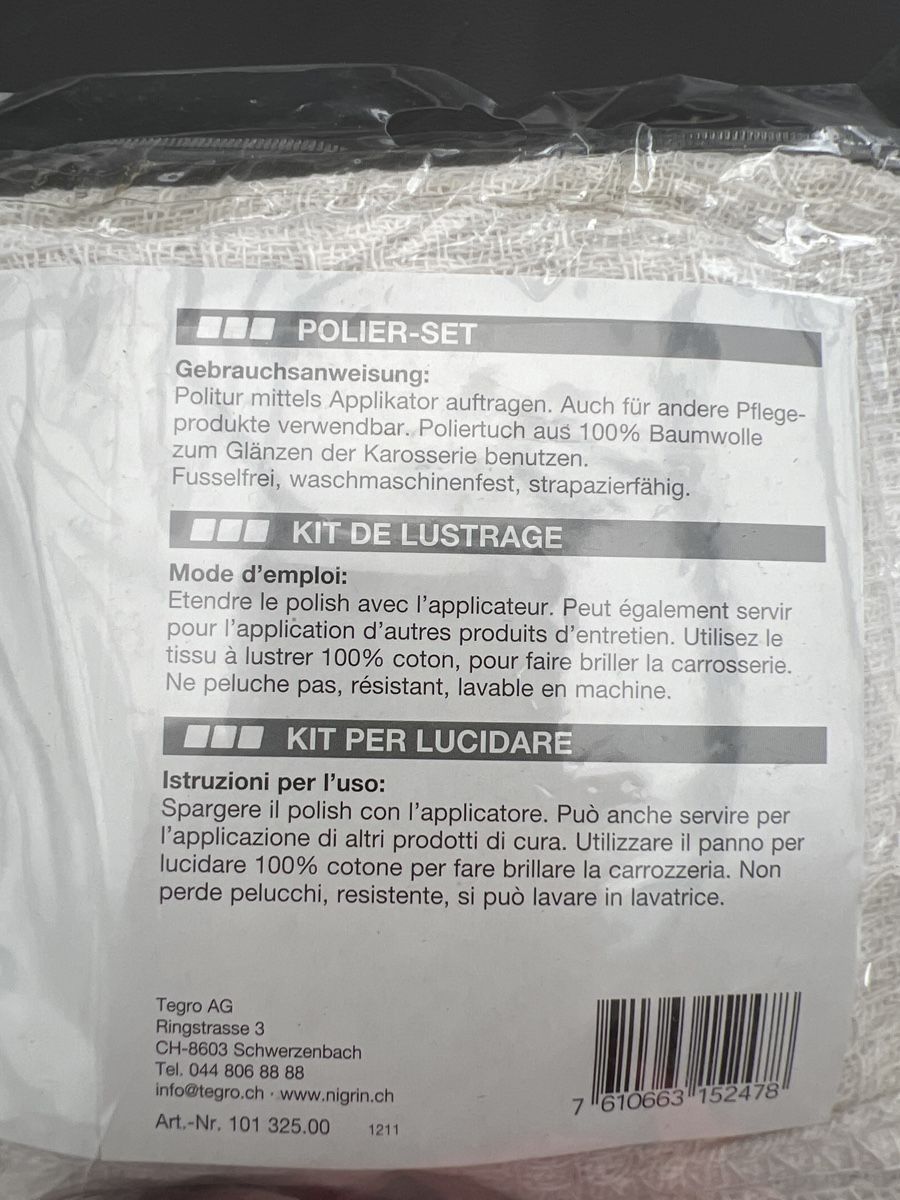 POLIER-SET
Gebrauchsanweisung:
Politur mittels Applikator auftragen. Auch für andere Pflege-
produkte verwendbar. Poliertuch aus 100% Baumwolle
zum Glänzen der Karosserie benutzen.
Fusselfrei, waschmaschinenfest, strapazierfähig.
KIT DE LUSTRAGE
Mode d'emploi:
Etendre le polish avec l'applicateur. Peut également servir
pour l'application d'autres produits d'entretien. Utilisez le
tissu à lustrer 100% coton, pour faire briller la carrosserie.
Ne peluche pas, résistant, lavable en machine.
KIT PER LUCIDARE
Istruzioni per l'uso:
Spargere il polish con l'applicatore. Può anche servire per
l'applicazione di altri prodotti di cura. Utilizzare il panno per
lucidare 100% cotone per fare brillare la carrozzeria. Non
perde pelucchi, resistente, si può lavare in lavatrice.
Tegro AG
Ringstrasse 3
CH-8603 Schwerzenbach
Tel. 044 806 88 88
info@tegro.ch · www.nigrin.ch
Art.-Nr. 101 325.00 1211
7 610663 152478